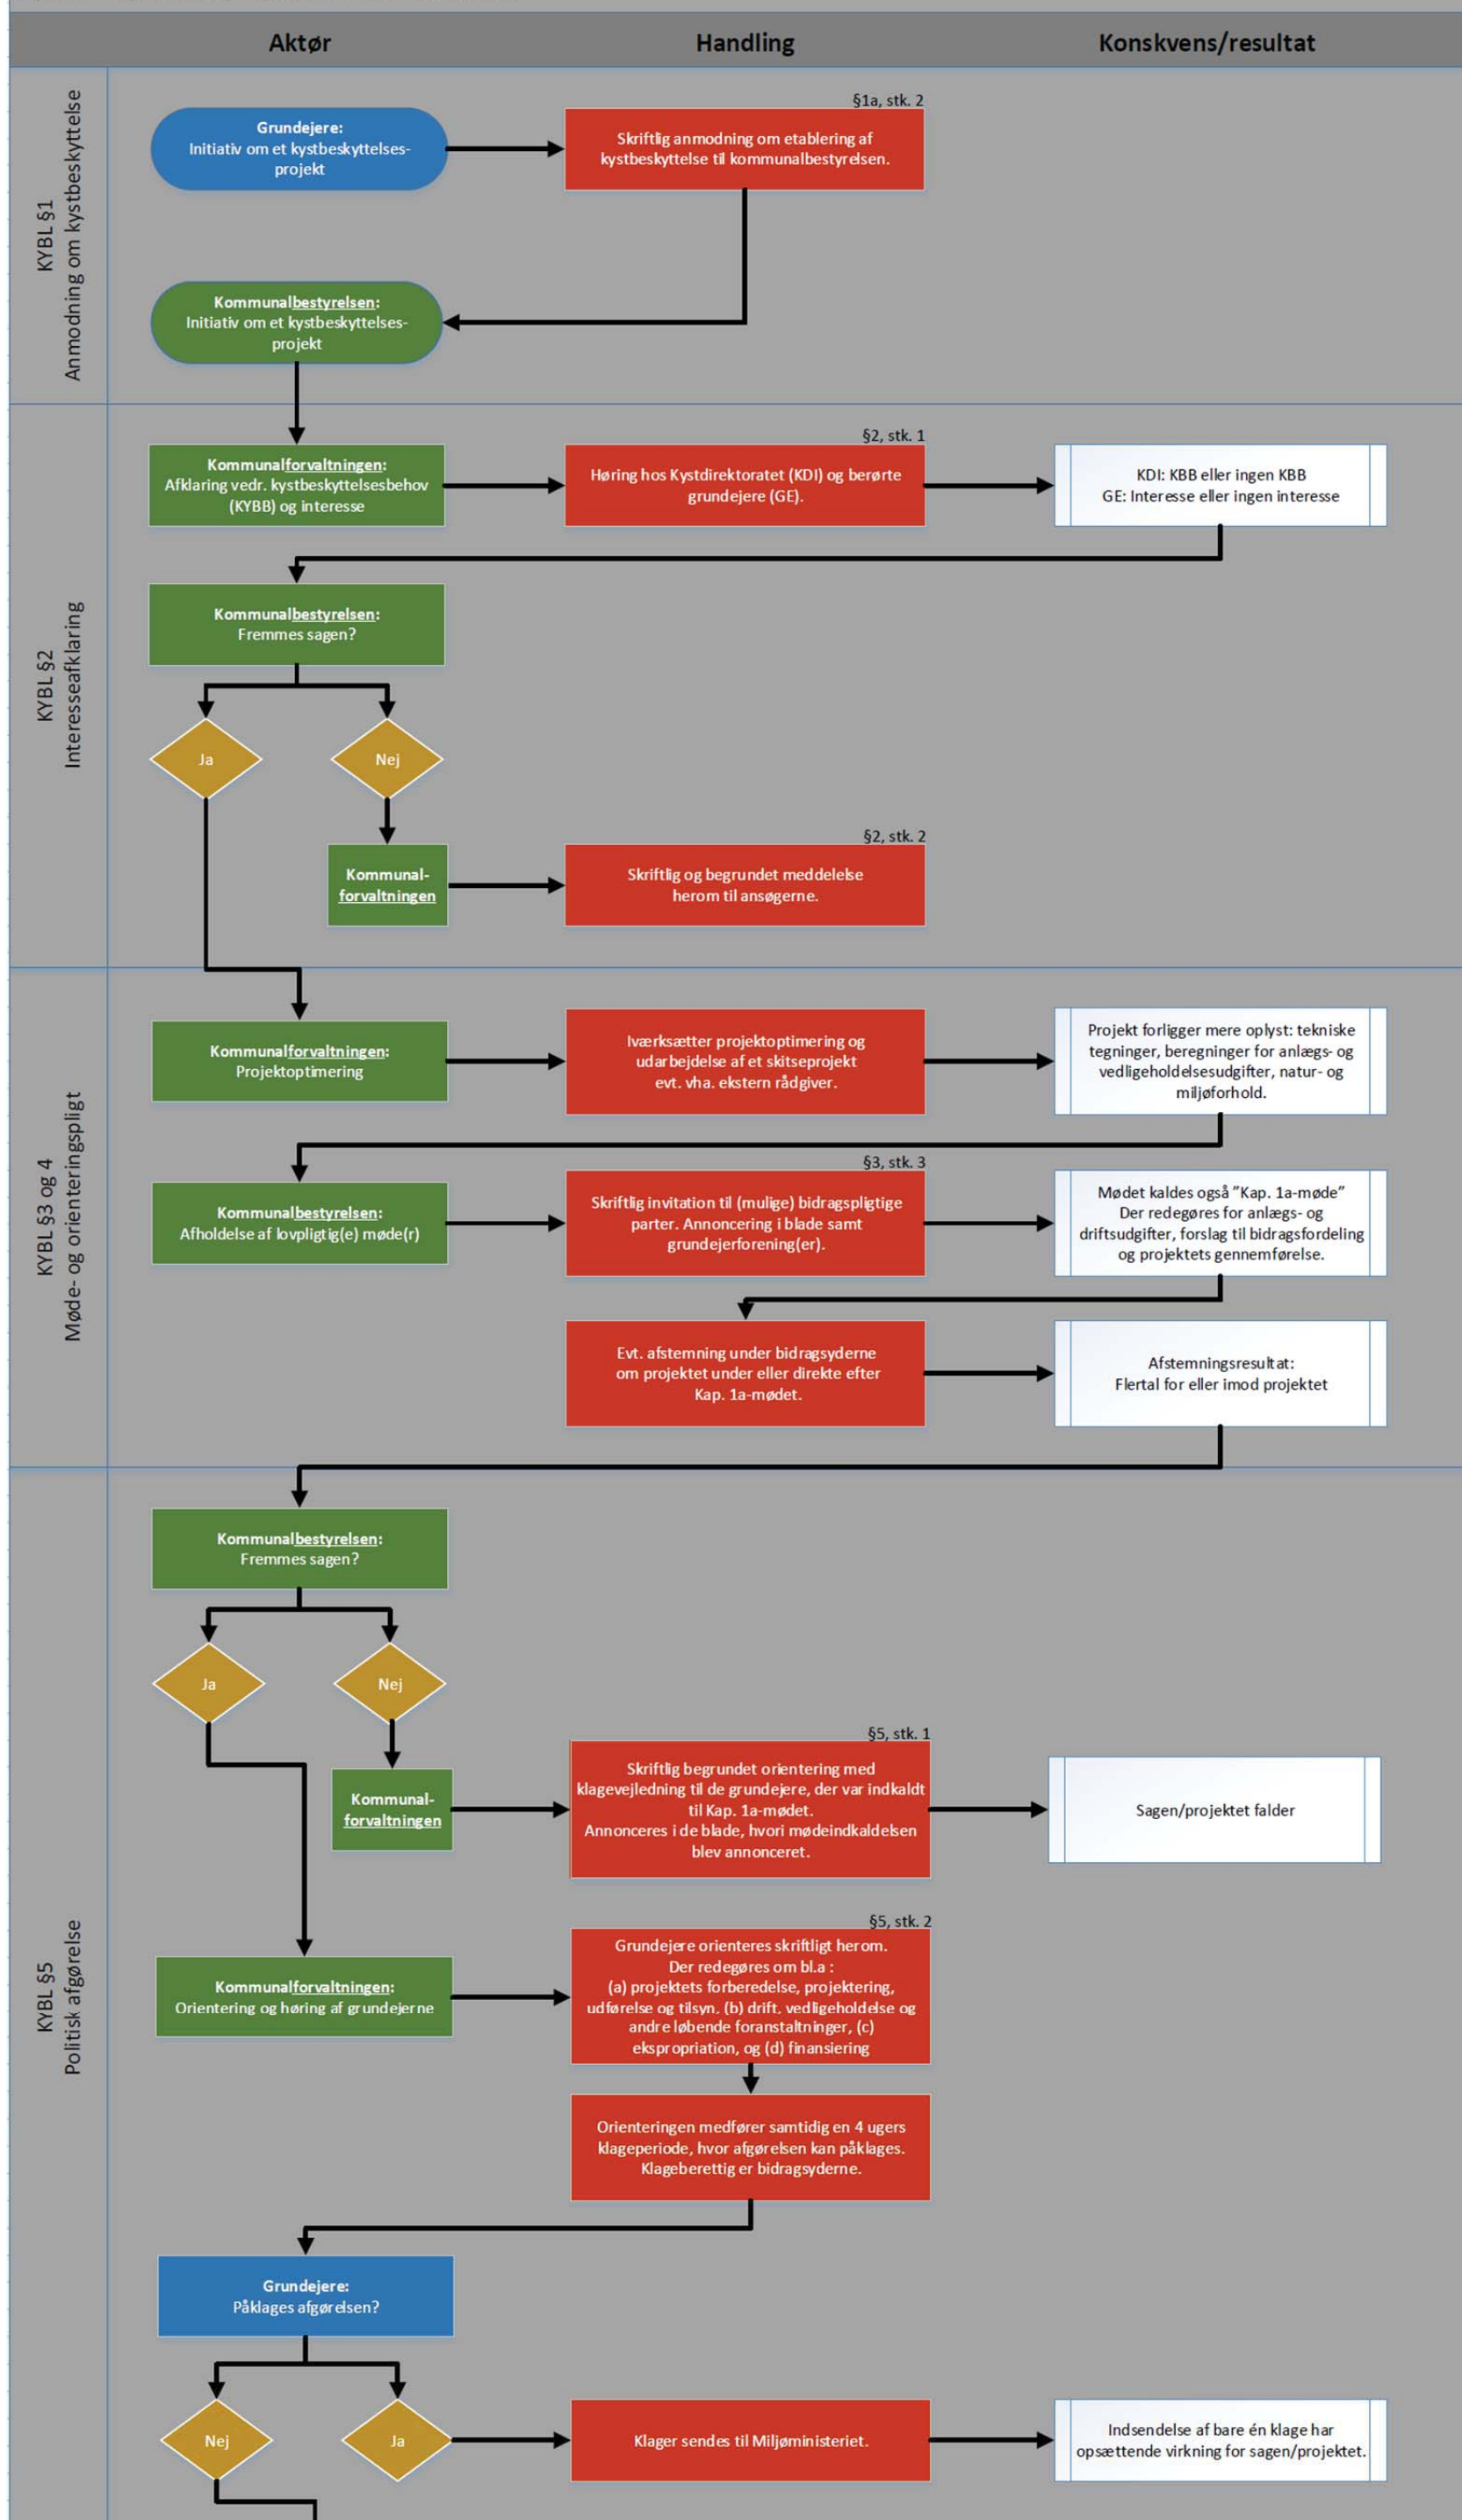 Aktør
Handling
Konskvens/resultat
KYBL §1
Anmodning om kystbeskyttelse
Grundejere:
Initiativ om et kystbeskyttelses-
projekt
§1a, stk. 2
Skriftlig anmodning om etablering af
kystbeskyttelse til kommunalbestyrelsen.
Kommunalbestyrelsen:
Initiativ om et kystbeskyttelses-
projekt
KYBL §2
Interesseafklaring
Kommunalforvaltningen:
Afklaring vedr. kystbeskyttelsesbehov
(KYBB) og interesse
§2, stk. 1
Høring hos Kystdirektoratet (KDI) og berørte
grundejere (GE).
KDI: KBB eller ingen KBB
GE: Interesse eller ingen interesse
Kommunalbestyrelsen:
Fremmes sagen?
Ja
Nej
Kommunal-
forvaltningen
§2, stk. 2
Skriftlig og begrundet meddelelse
herom til ansøgerne.
KYBL §3 og 4
Møde- og orienteringspligt
Kommunalforvaltningen:
Projektoptimering
Iværksætter projektoptimering og
udarbejdelse af et skitseprojekt
evt. vha. ekstern rådgiver.
Projekt forligger mere oplyst: tekniske
tegninger, beregninger for anlægs- og
vedligeholdelsesudgifter, natur- og
miljøforhold.
Kommunalbestyrelsen:
Afholdelse af lovpligtig(e) møde(r)
§3, stk. 3
Skriftlig invitation til (mulige) bidragspligtige
parter. Annoncering i blade samt
grundejerforening(er).
Mødet kaldes også "Kap. 1a-møde"
Der redegøres for anlægs- og
driftsudgifter, forslag til bidragsfordeling
og projektets gennemførelse.
Evt. afstemning under bidragsyderne
om projektet under eller direkte efter
Kap. 1a-mødet.
Afstemningsresultat:
Flertal for eller imod projektet
KYBL §5
Politisk afgørelse
Kommunalbestyrelsen:
Fremmes sagen?
Ja
Nej
Kommunal-
forvaltningen
§5, stk. 1
Skriftlig begrundet orientering med
klagevejledning til de grundejere, der var indkaldt
til Kap. 1a-mødet.
Annonceres i de blade, hvori mødeindkaldelsen
blev annonceret.
Sagen/projektet falder
Kommunalforvaltningen:
Orientering og høring af grundejerne
§5, stk. 2
Grundejere orienteres skriftligt herom.
Der redegøres om bl.a :
(a) projektets forberedelse, projektering,
udførelse og tilsyn, (b) drift, vedligeholdelse og
andre løbende foranstaltninger, (c)
ekspropriation, og (d) finansiering
Orienteringen medfører samtidig en 4 ugers
klageperiode, hvor afgørelsen kan påklages.
Klageberettig er bidragsyderne.
Grundejere:
Påklages afgørelsen?
Nej
Ja
Klager sendes til Miljøministeriet.
Indsendelse af bare én klage har
opsættende virkning for sagen/projektet.